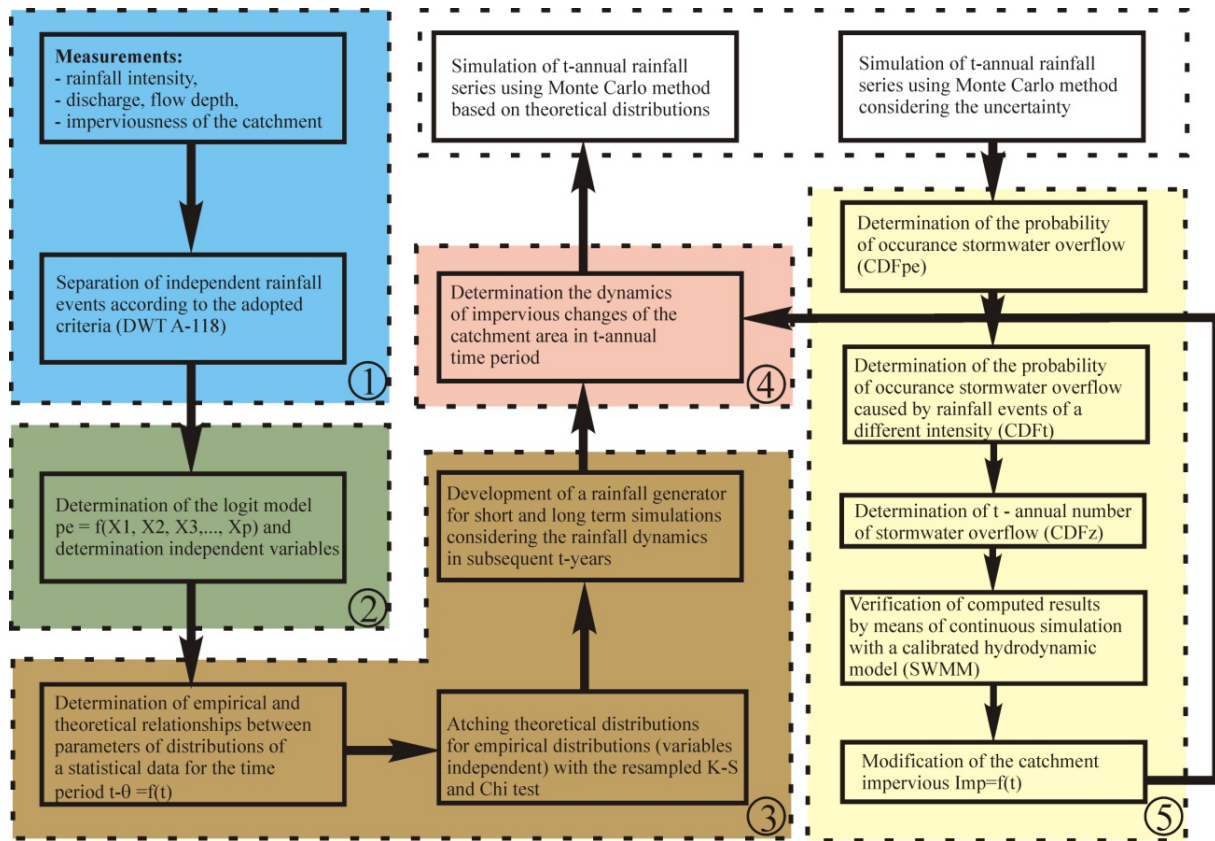 Measurements:
- rainfall intensity,
- discharge, flow depth,
- imperviousness of the catchment
Separation of independent rainfall
events according to the adopted
criteria (DWT A-118)
①
Determination of the logit model
pe = f(X1, X2, X3,..., Xp) and
determination independent variables
②
Determination of empirical and
theoretical relationships between
parameters of distributions of
a statistical data for the time
period t-θ =f(t)
Atching theoretical distributions
for empirical distributions (variables
independent) with the resampled K-S
and Chi test
Development of a rainfall generator
for short and long term simulations
considering the rainfall dynamics
in subsequent t-years
③
Determination the dynamics
of impervious changes of the
catchment area in t-annual
time period
④
Simulation of t-annual rainfall
series using Monte Carlo method
based on theoretical distributions
Simulation of t-annual rainfall
series using Monte Carlo method
considering the uncertainty
Determination of the probability
of occurance stormwater overflow
(CDFpe)
Determination of the probability
of occurance stormwater overflow
caused by rainfall events of a
different intensity (CDFt)
Determination of t - annual number
of stormwater overflow (CDFz)
Verification of computed results
by means of continuous simulation
with a calibrated hydrodynamic
model (SWMM)
Modification of the catchment
impervious Imp=f(t)
⑤